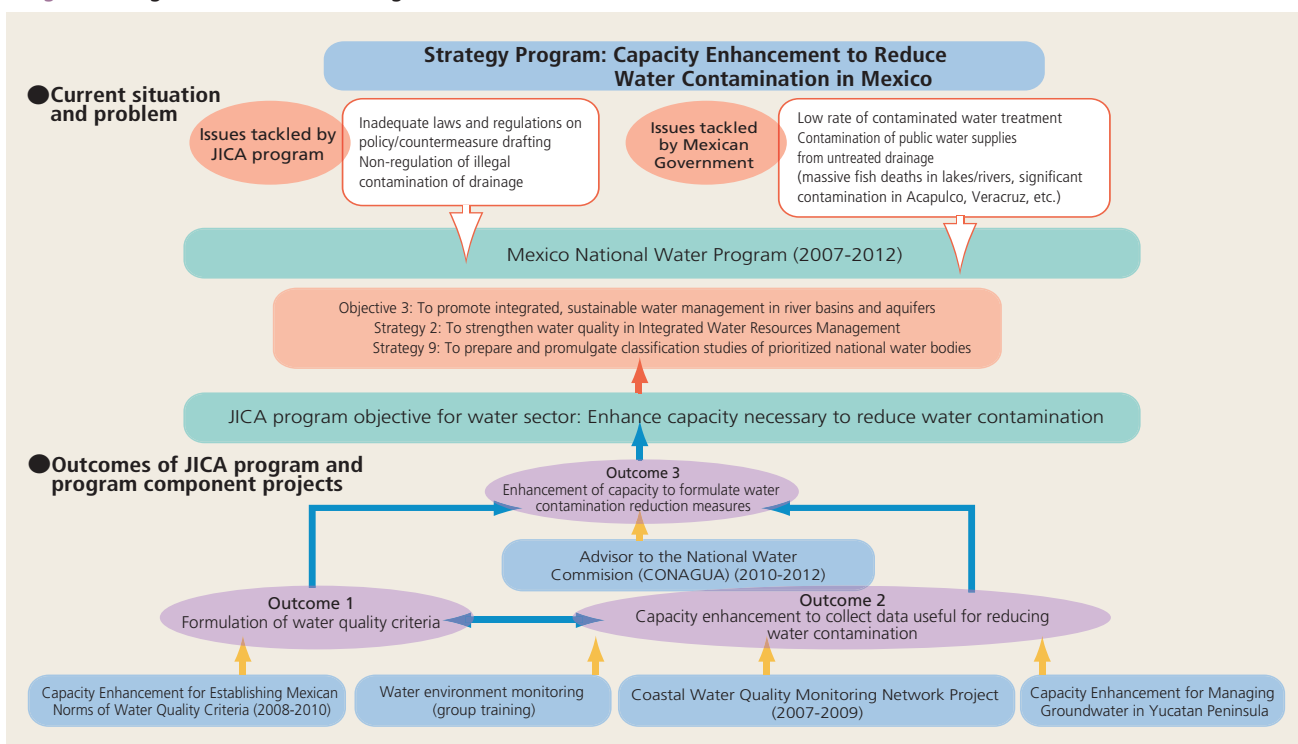 Strategy Program: Capacity Enhancement to Reduce
Water Contamination in Mexico
●Current situation
and problem
Issues tackled by
JICA program
Inadequate laws and regulations on
policy/countermeasure drafting
Non-regulation of illegal
contamination of drainage
Issues tackled
by Mexican
Government
Low rate of contaminated water treatment
Contamination of public water supplies
from untreated drainage
(massive fish deaths in lakes/rivers, significant
contamination in Acapulco, Veracruz, etc.)
Mexico National Water Program (2007-2012)
Objective 3: To promote integrated, sustainable water management in river basins and aquifers
Strategy 2: To strengthen water quality in Integrated Water Resources Management
Strategy 9: To prepare and promulgate classification studies of prioritized national water bodies
JICA program objective for water sector: Enhance capacity necessary to reduce water contamination
●Outcomes of JICA program and
program component projects
Outcome 3
Enhancement of capacity to formulate water
contamination reduction measures
Advisor to the National Water
Commision (CONAGUA) (2010-2012)
Outcome 1
Formulation of water quality criteria
Outcome 2
Capacity enhancement to collect data useful for reducing
water contamination
Capacity Enhancement for Establishing Mexican
Norms of Water Quality Criteria (2008-2010)
Water environment monitoring
(group training)
Coastal Water Quality Monitoring Network Project
(2007-2009)
Capacity Enhancement for Managing
Groundwater in Yucatan Peninsula